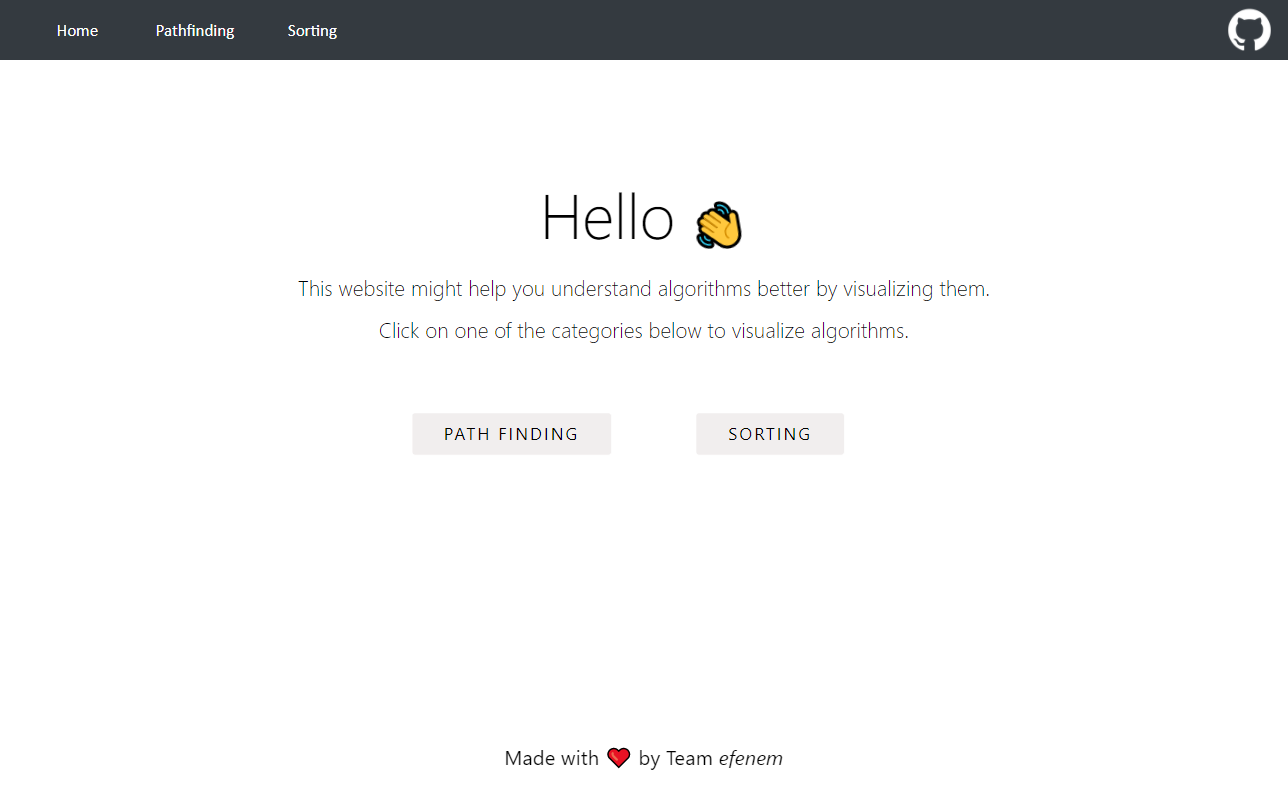 Home Pathfinding Sorting
Hello 👋
This website might help you understand algorithms better by visualizing them.
Click on one of the categories below to visualize algorithms.
PATH FINDING SORTING
Made with ❤️ by Team efenem